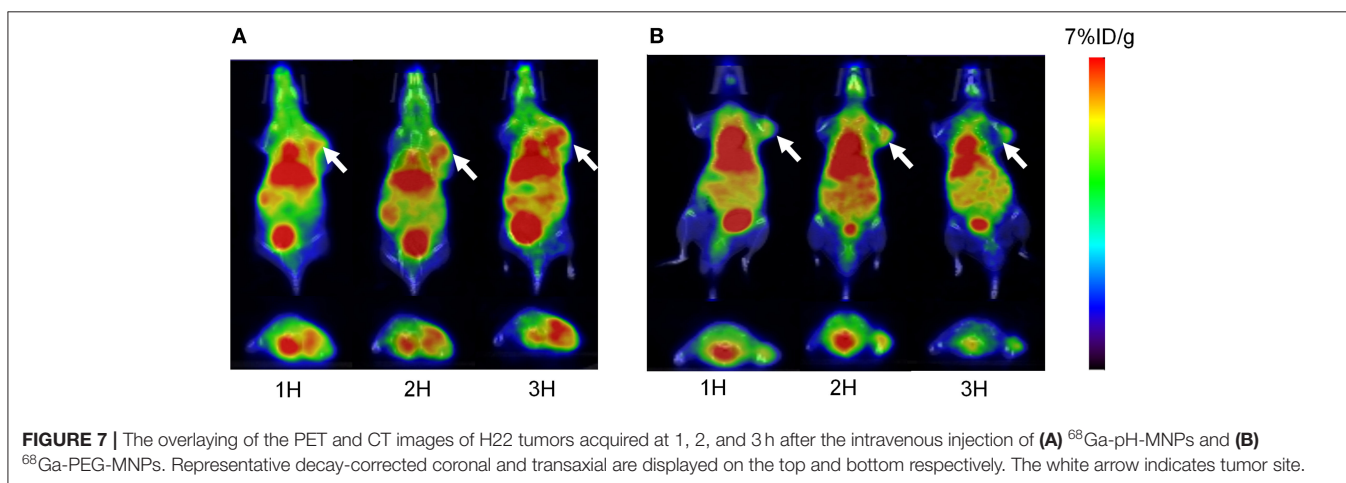 A
B
7%ID/g
1H 2H 3H
1H 2H 3H
FIGURE 7 | The overlaying of the PET and CT images of H22 tumors acquired at 1, 2, and 3 h after the intravenous injection of (A) ⁶⁸Ga-pH-MNPs and (B)
⁶⁸Ga-PEG-MNPs. Representative decay-corrected coronal and transaxial are displayed on the top and bottom respectively. The white arrow indicates tumor site.